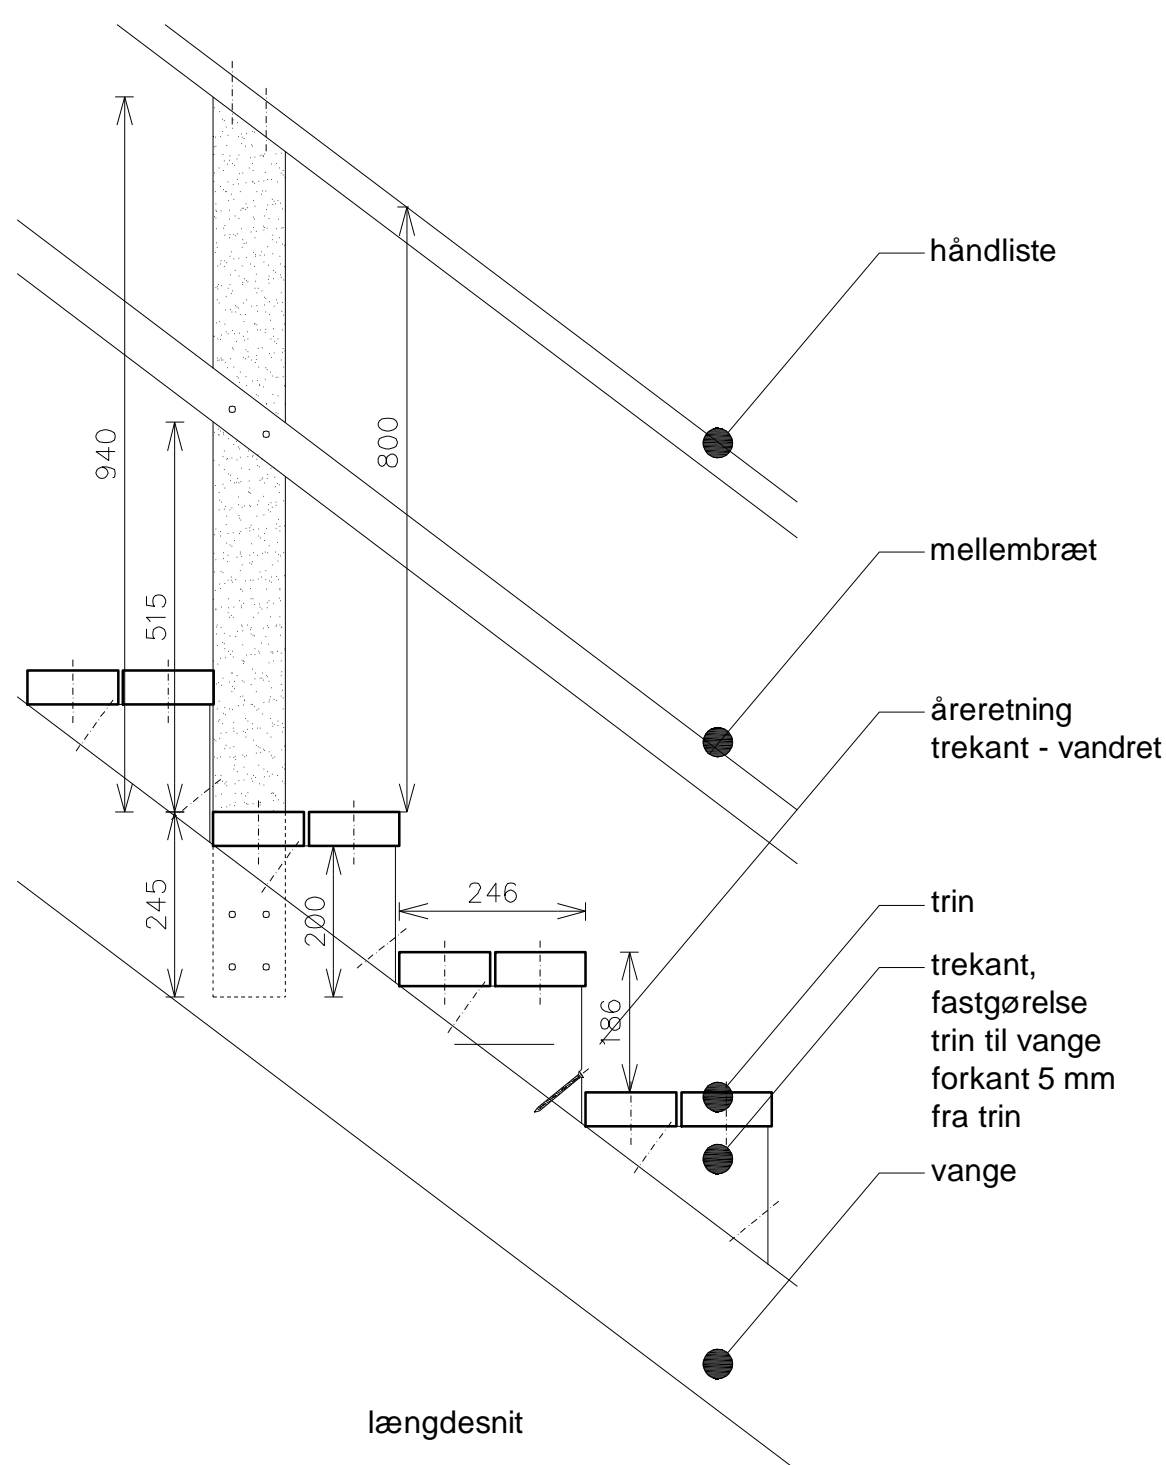 håndliste
940
800
mellembræt
515
åreretning
trekant - vandret
245
200
246
trin
186
trekant,
fastgørelse
trin til vange
forkant 5 mm
fra trin
vange
længdesnit